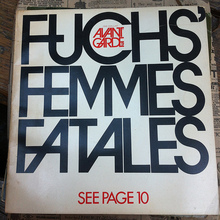 FUCHS'
AVANT
GARDE
FEMMES
FATALES
SEE PAGE 10